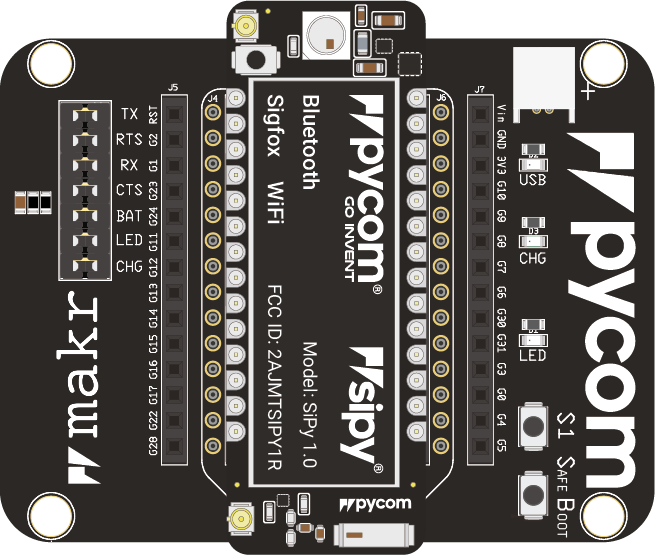 J5
J4
J6
J7
TX
RTS
RX
CTS
BAT
LED
CHG
RST
G2
G1
G23
G24
G11
G12
G13
G14
G15
G16
G17
G22
G28
makr
Sigfox WiFi FCC ID: 2AJMTSIPY1R
Bluetooth Model: SiPy 1.0
pycom®
GO INVENT
sipy®
pycom
Vin
GND
3V3
G10
G9
G8
G7
G6
G30
G31
G3
G0
G4
G5
+
D2
USB
D3
CHG
D1
LED
S1
SAFE BOOT
pycom